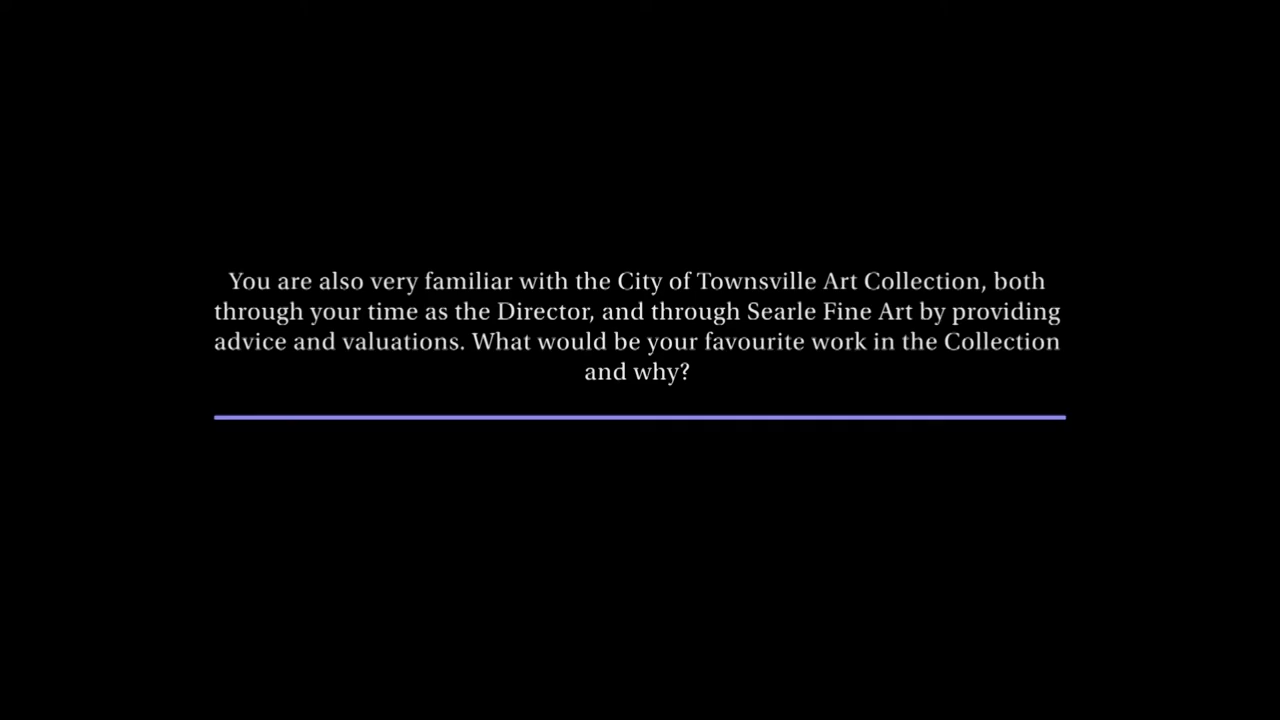 You are also very familiar with the City of Townsville Art Collection, both
through your time as the Director, and through Searle Fine Art by providing
advice and valuations. What would be your favourite work in the Collection
and why?